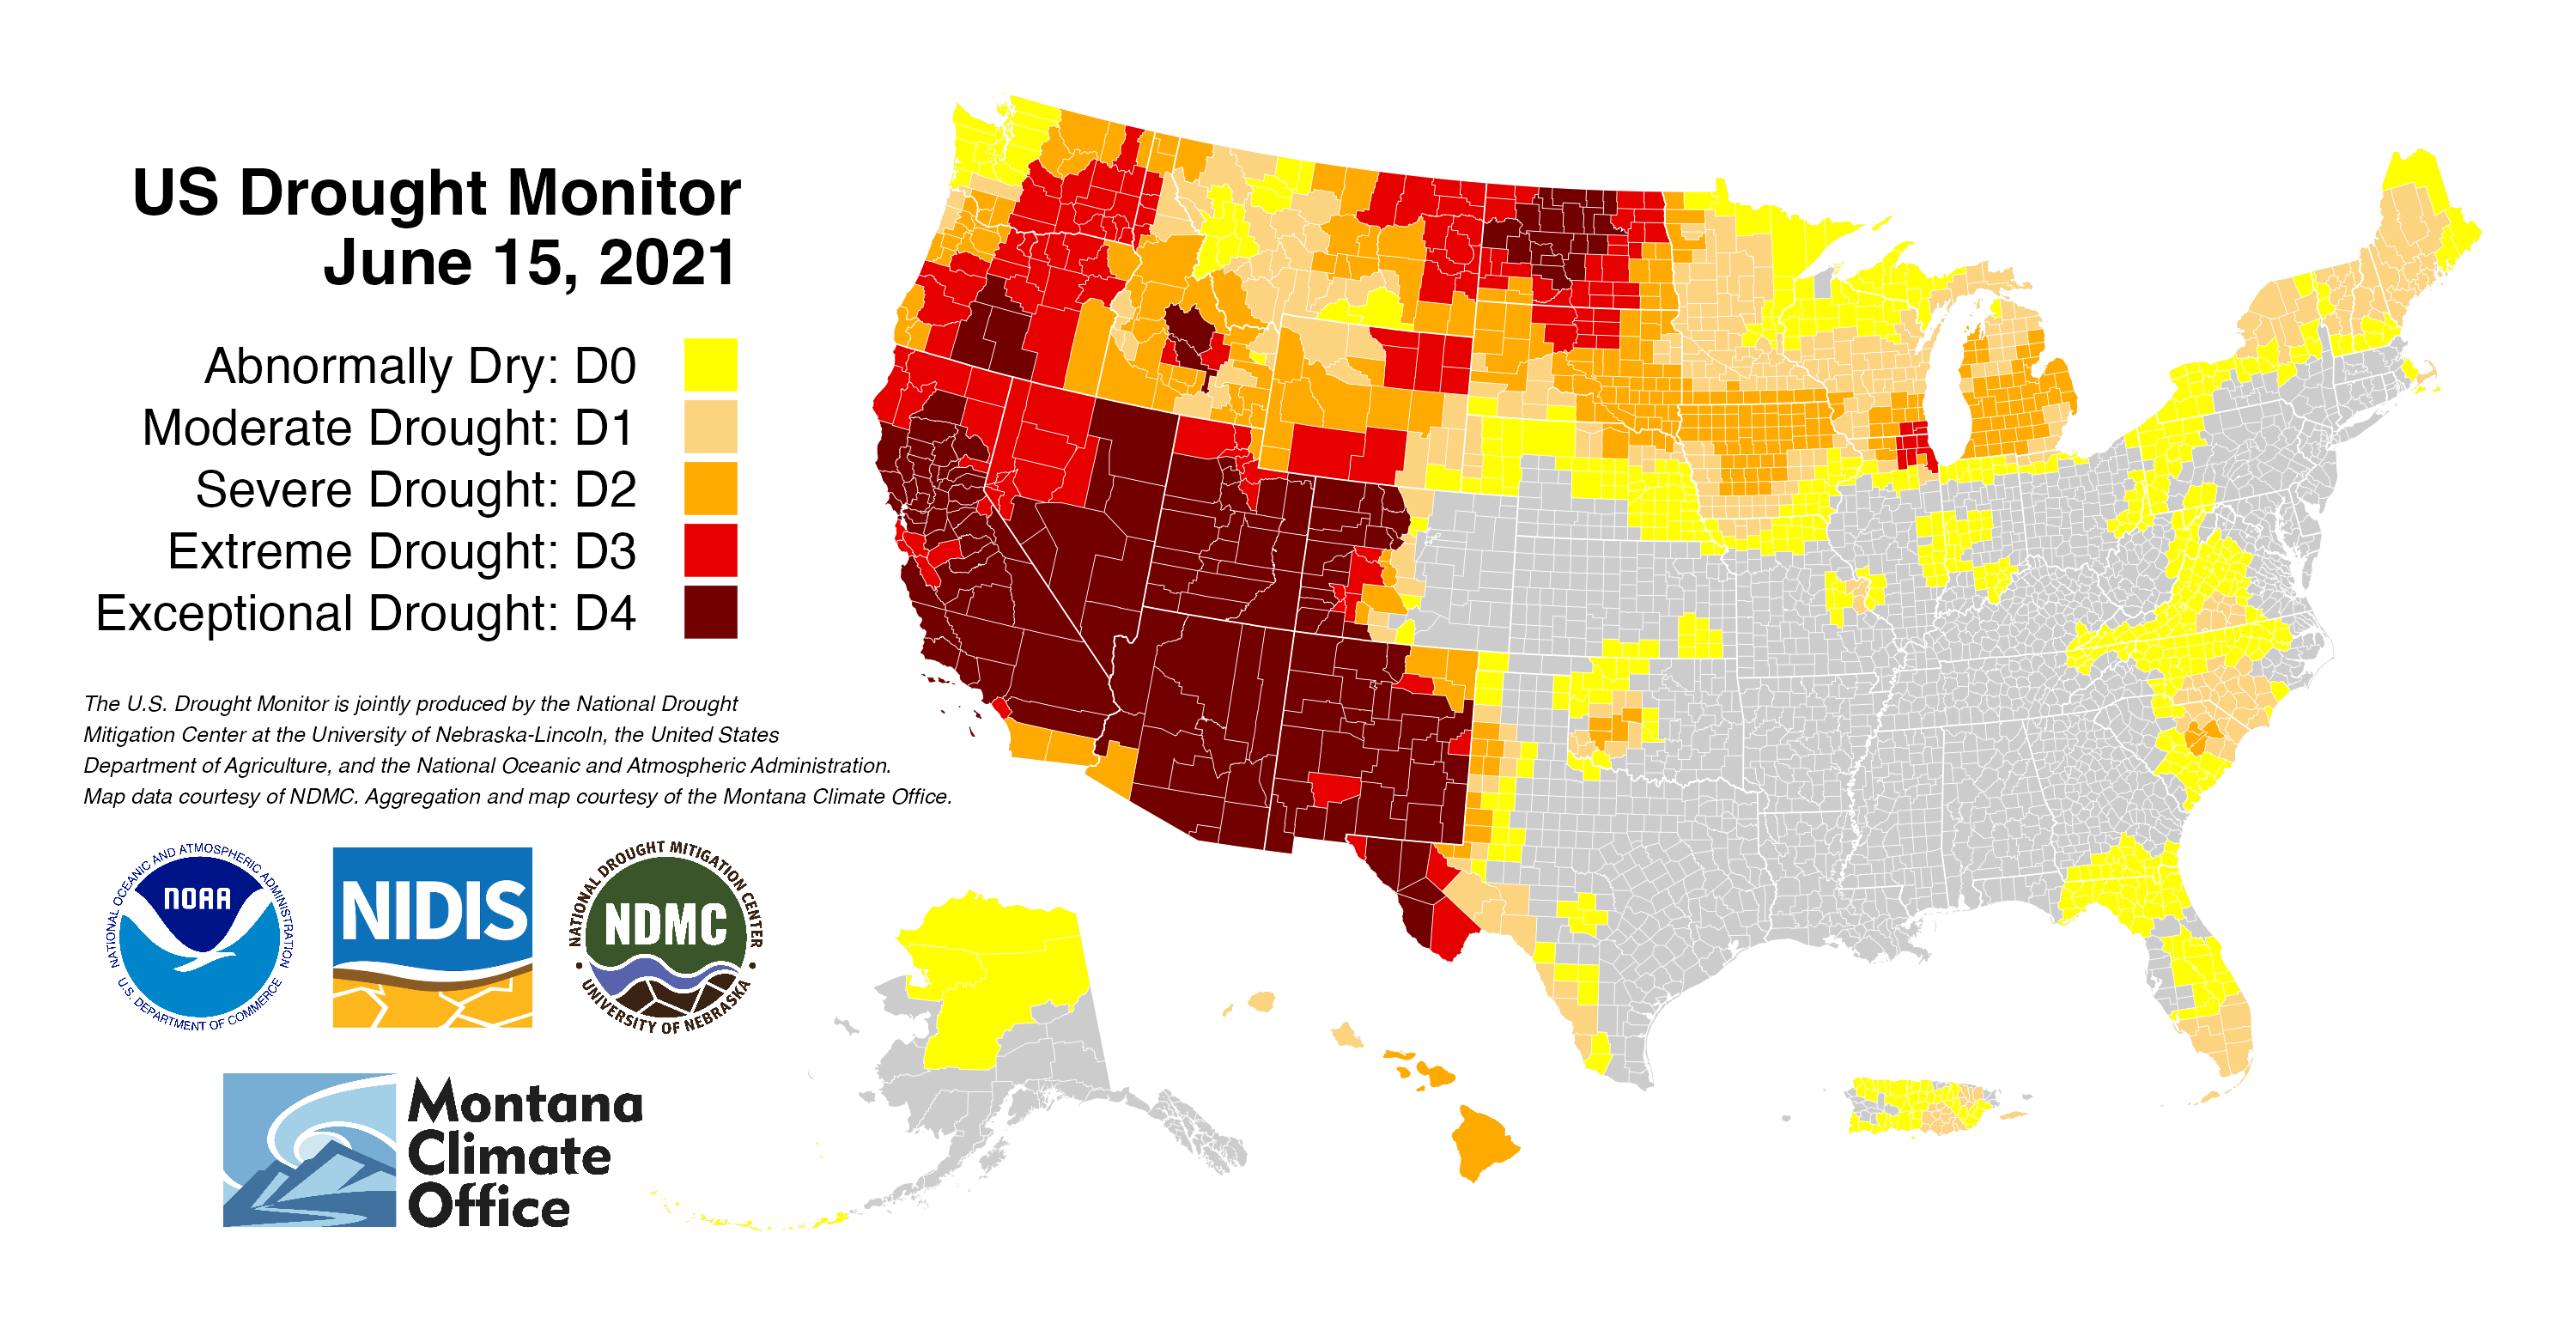 US Drought Monitor
June 15, 2021
Abnormally Dry: D0
Moderate Drought: D1
Severe Drought: D2
Extreme Drought: D3
Exceptional Drought: D4
The U.S. Drought Monitor is jointly produced by the National Drought
Mitigation Center at the University of Nebraska-Lincoln, the United States
Department of Agriculture, and the National Oceanic and Atmospheric Administration.
Map data courtesy of NDMC. Aggregation and map courtesy of the Montana Climate Office.
NATIONAL OCEANIC AND ATMOSPHERIC ADMINISTRATION
NOAA
U.S. DEPARTMENT OF COMMERCE
NIDIS
NATIONAL DROUGHT MITIGATION CENTER
NDMC
UNIVERSITY OF NEBRASKA
Montana
Climate
Office